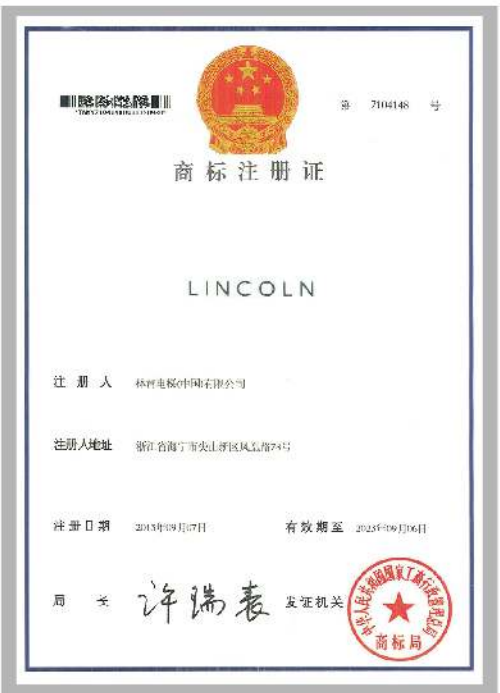 第 7104148 号
商标注册证
LINCOLN
注册人 林肯电梯(中国)有限公司
注册人地址 浙江省海宁市尖山新区凤凰路78号
注册日期 2013年09月07日 有效期至 2023年09月06日
局长 许瑞表 发证机关
中华人民共和国国家工商行政管理总局
商标局